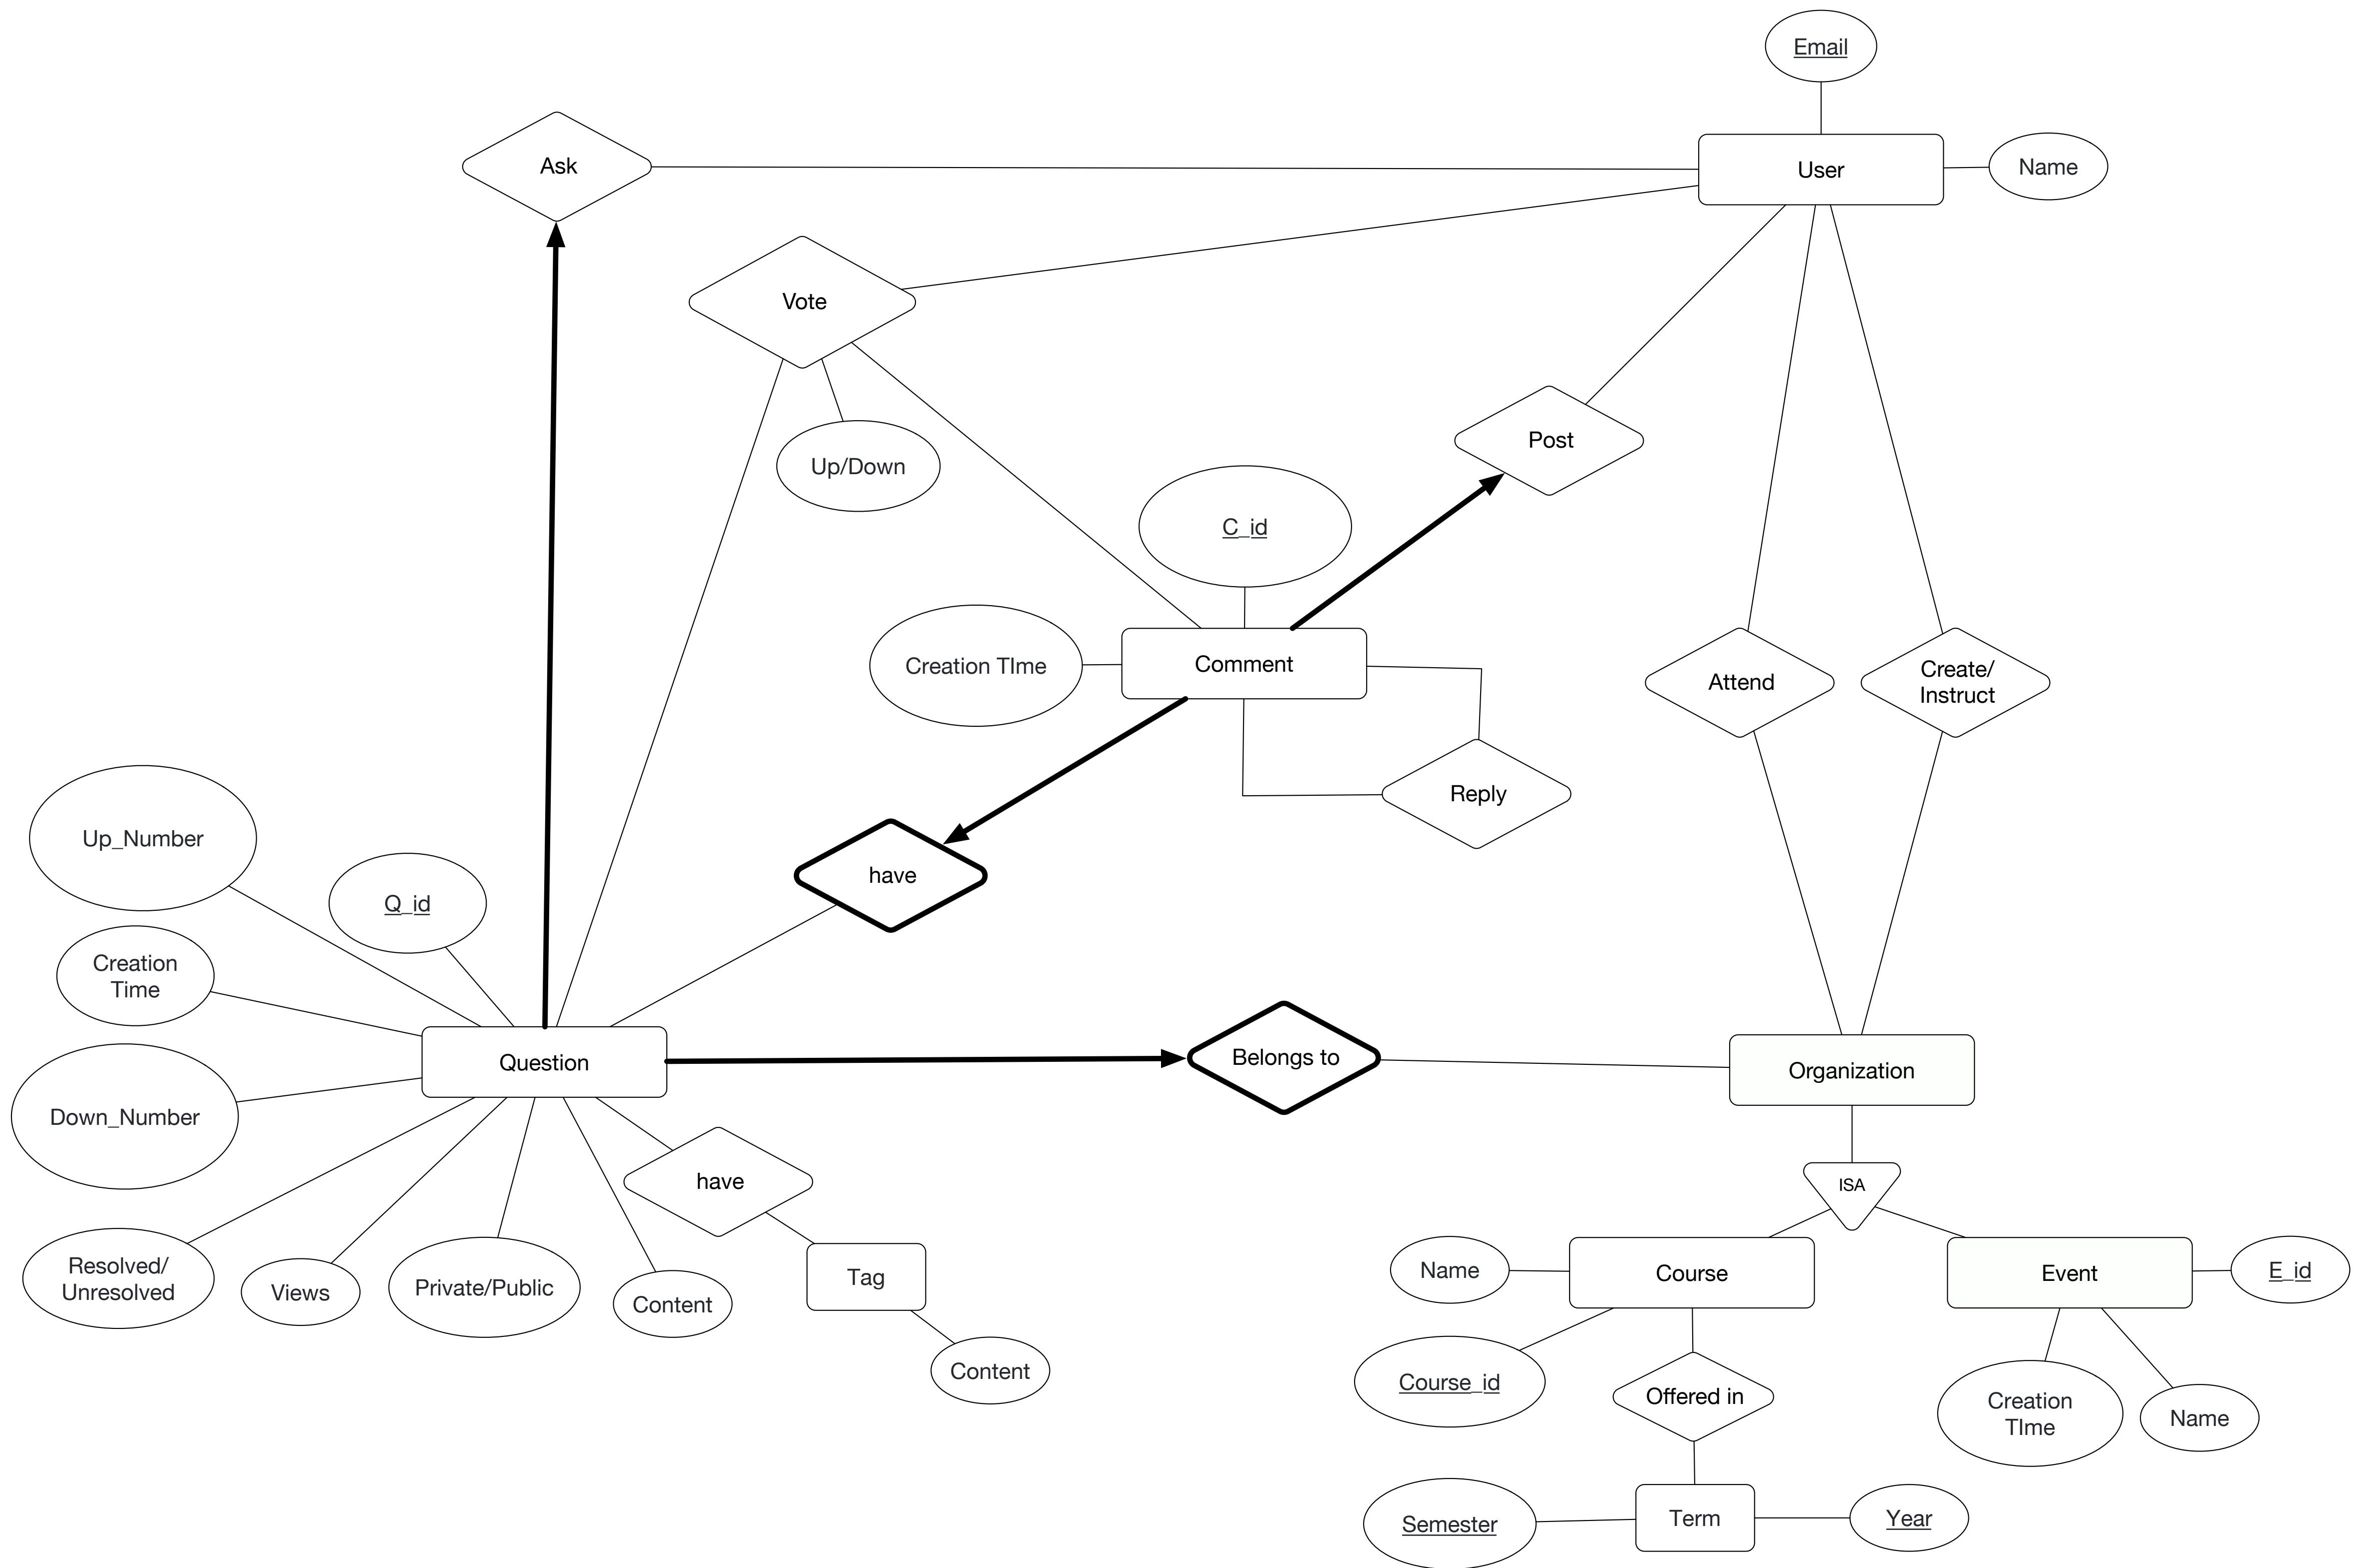 Email
Ask
User
Name
Vote
Up/Down
Post
C_id
Creation TIme
Comment
Attend
Create/
Instruct
Reply
Up_Number
have
Q_id
Creation
Time
Question
Belongs to
Organization
Down_Number
have
ISA
Resolved/
Unresolved
Views
Private/Public
Content
Tag
Name
Course
Event
E_id
Content
Course_id
Offered in
Creation
TIme
Name
Semester
Term
Year